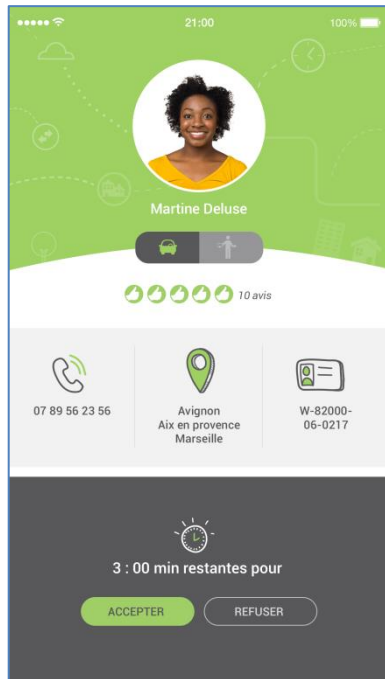 21:00
100%
Martine Deluse
10 avis
07 89 56 23 56
Avignon
Aix en provence
Marseille
W-82000-
06-0217
3 : 00 min restantes pour
ACCEPTER
REFUSER